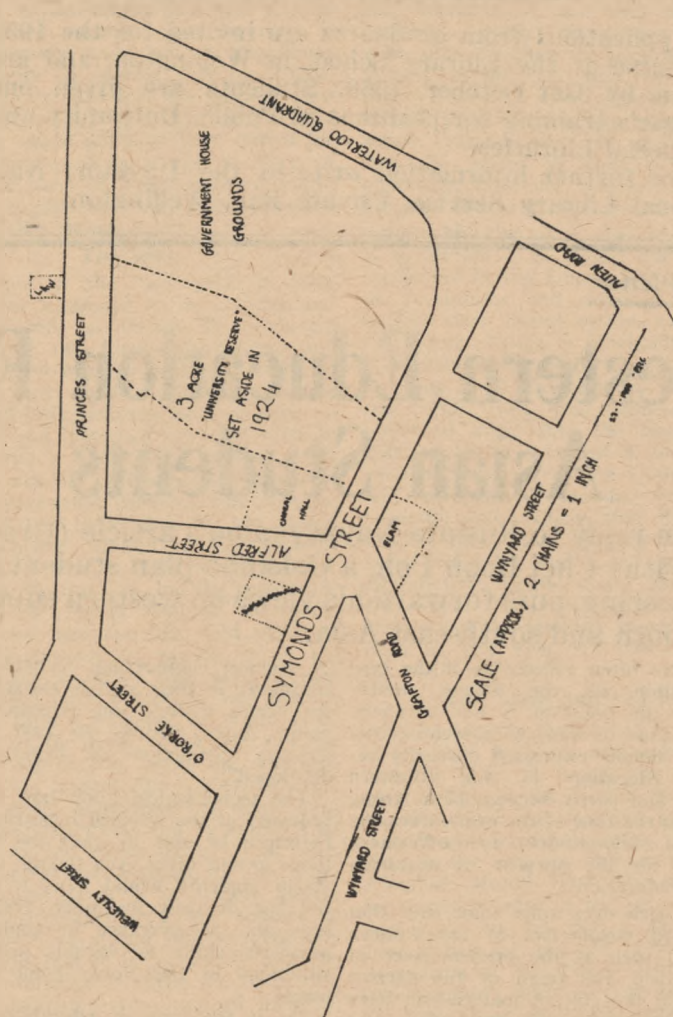 WATERLOO QUADRANT
GOVERNMENT HOUSE
GROUNDS
ALTEN ROAD
PRINCES STREET
3 ACRE
"UNIVERSITY RESERVE"
SET ASIDE IN
1924
CHORAL
HALL
ALFRED STREET
SYMONDS STREET
ELAM
WYNYARD STREET
SCALE (APPROX) 2 CHAINS = 1 INCH
GRAFTON ROAD
O'RORKE STREET
WYNYARD STREET
WELLESLEY STREET